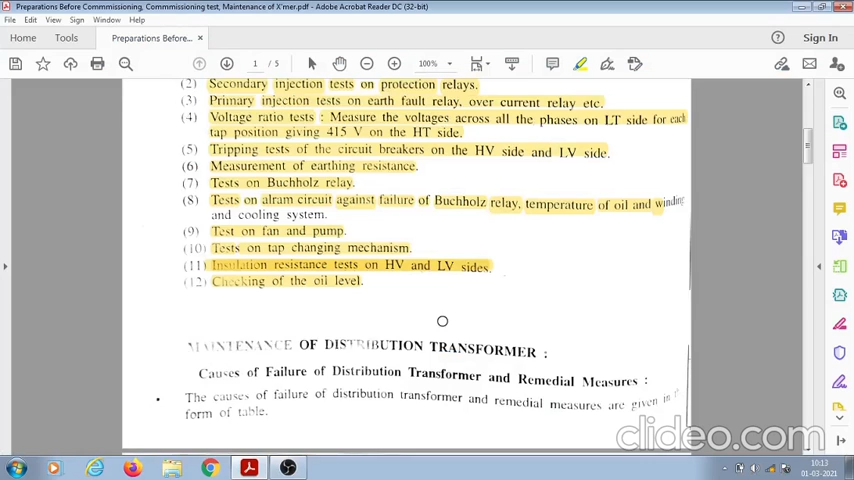 Preparations Before Commmissioning, Commmissioning test, Maintenance of X'mer.pdf - Adobe Acrobat Reader DC (32-bit)
File Edit View Sign Window Help
Home Tools Preparations Before... × Sign In
1 / 5 100%
(2) Secondary injection tests on protection relays.
(3) Primary injection tests on earth fault relay, over current relay etc.
(4) Voltage ratio tests : Measure the voltages across all the phases on LT side for each
tap position giving 415 V on the HT side.
(5) Tripping tests of the circuit breakers on the HV side and LV side.
(6) Measurement of earthing resistance.
(7) Tests on Buchholz relay.
(8) Tests on alram circuit against failure of Buchholz relay, temperature of oil and winding
and cooling system.
(9) Test on fan and pump.
(10) Tests on tap changing mechanism.
(11) Insulation resistance tests on HV and LV sides.
(12) Checking of the oil level.
MAINTENANCE OF DISTRIBUTION TRANSFORMER :
Causes of Failure of Distribution Transformer and Remedial Measures :
• The causes of failure of distribution transformer and remedial measures are given in
form of table.
clideo.com
10:13
01-03-2021